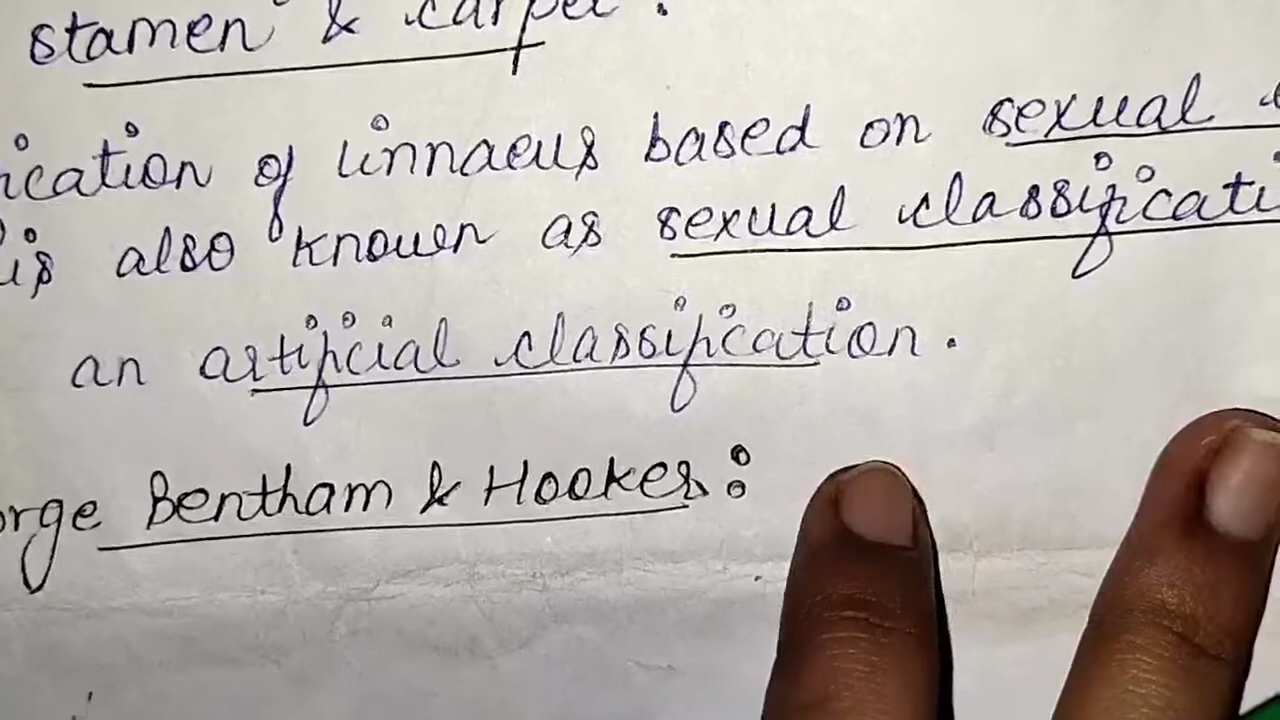 stamen & carpel.
ication of linnaeus based on sexual
is also known as sexual classificati
an artificial classification.
orge Bentham & Hooker: